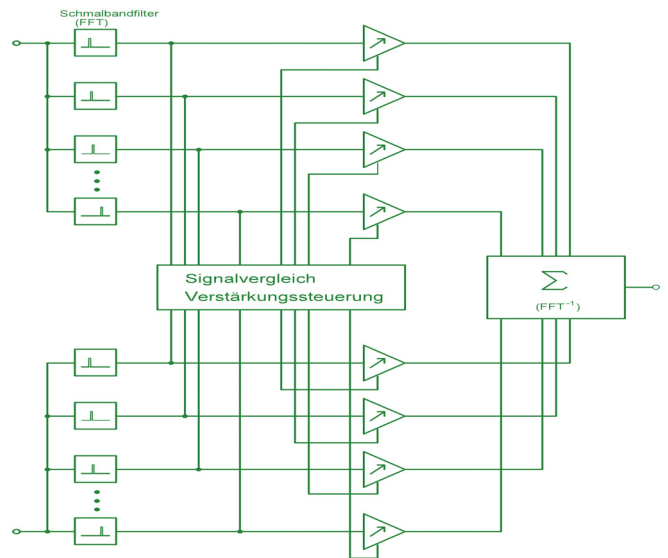 Schmalbandfilter
(FFT)
Signalvergleich
Verstärkungssteuerung
Σ
(FFT⁻¹)